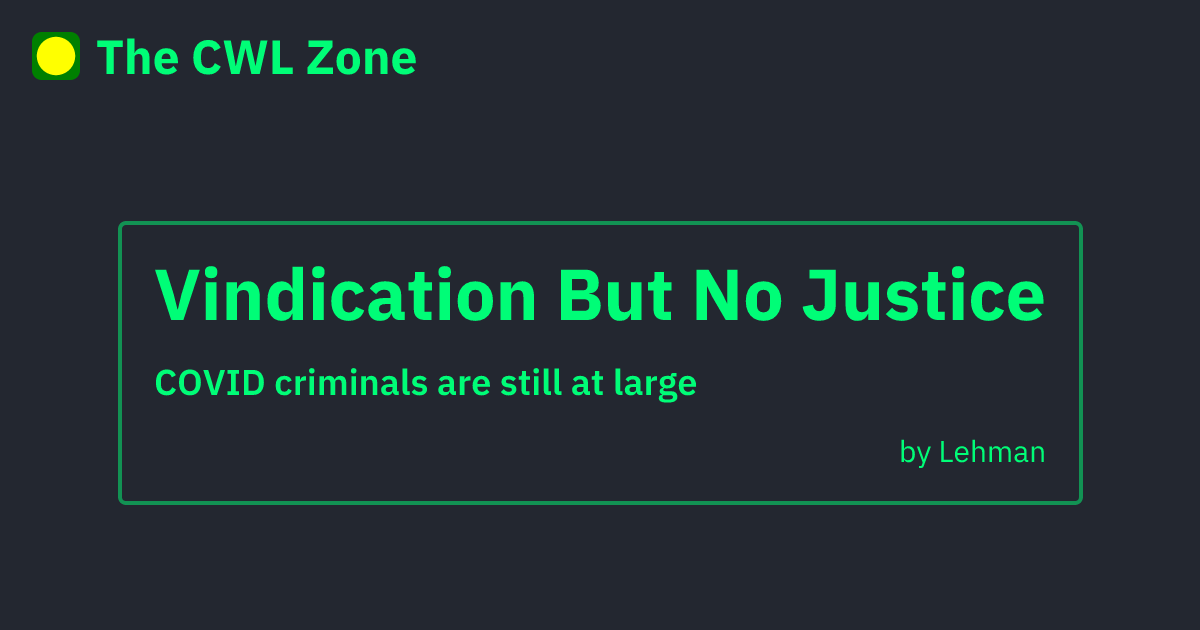 The CWL Zone
Vindication But No Justice
COVID criminals are still at large
by Lehman